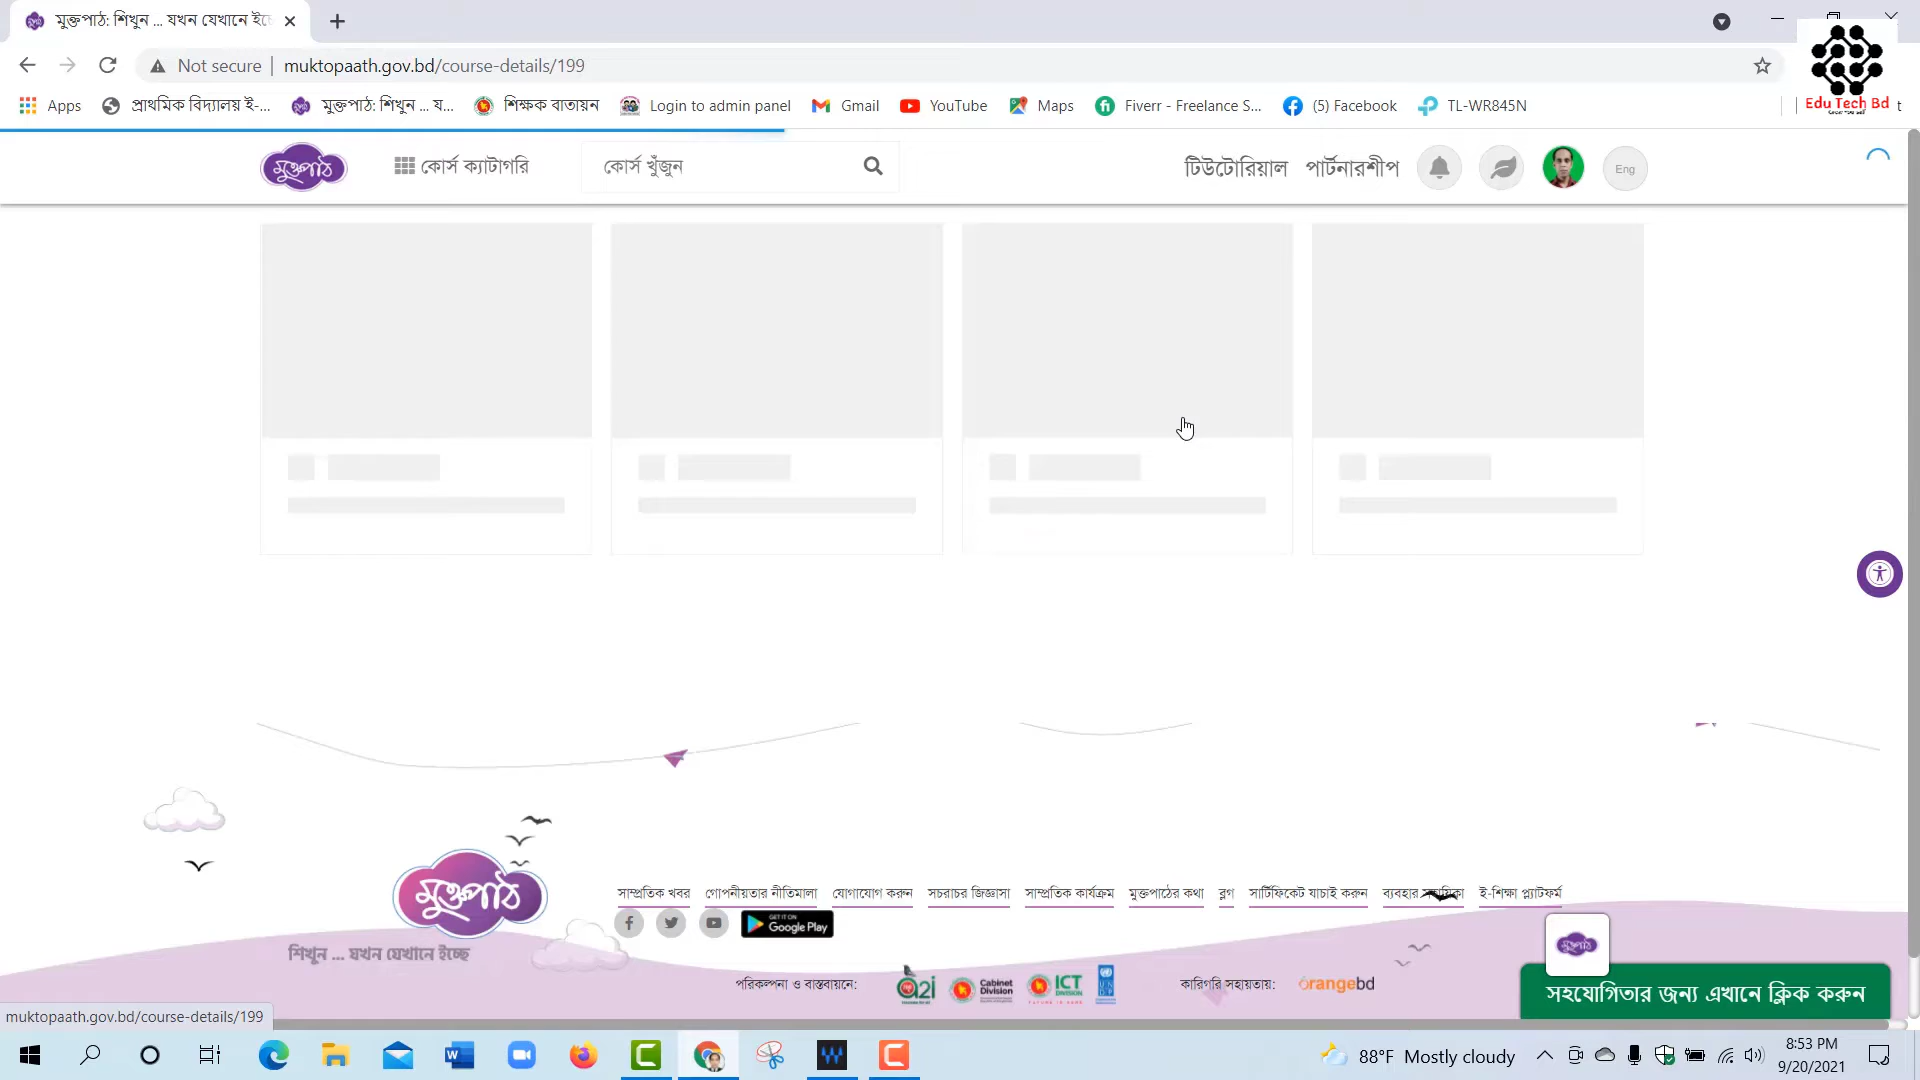 মুক্তপাঠ: শিখুন ... যখন যেখানে ইচ্ছে
Not secure
muktopaath.gov.bd/course-details/199
Edu Tech Bd
Apps
প্রাথমিক বিদ্যালয় ই-...
মুক্তপাঠ: শিখুন ... য...
শিক্ষক বাতায়ন
Login to admin panel
Gmail
YouTube
Maps
Fiverr - Freelance S...
(5) Facebook
TL-WR845N
মুক্তপাঠ
কোর্স ক্যাটাগরি
কোর্স খুঁজুন
টিউটোরিয়াল
পার্টনারশীপ
Eng
মুক্তপাঠ
শিখুন ... যখন যেখানে ইচ্ছে
সাম্প্রতিক খবর
গোপনীয়তার নীতিমালা
যোগাযোগ করুন
সচরাচর জিজ্ঞাসা
সাম্প্রতিক কার্যক্রম
মুক্তপাঠের কথা
ব্লগ
সার্টিফিকেট যাচাই করুন
ব্যবহার
ই-শিক্ষা প্ল্যাটফর্ম
GET IT ON
Google Play
পরিকল্পনা ও বাস্তবায়নে:
a2i
Cabinet
Division
ICT
DIVISION
কারিগরি সহায়তায়:
orangebd
মুক্তপাঠ
সহযোগিতার জন্য এখানে ক্লিক করুন
muktopaath.gov.bd/course-details/199
88°F Mostly cloudy
8:53 PM
9/20/2021